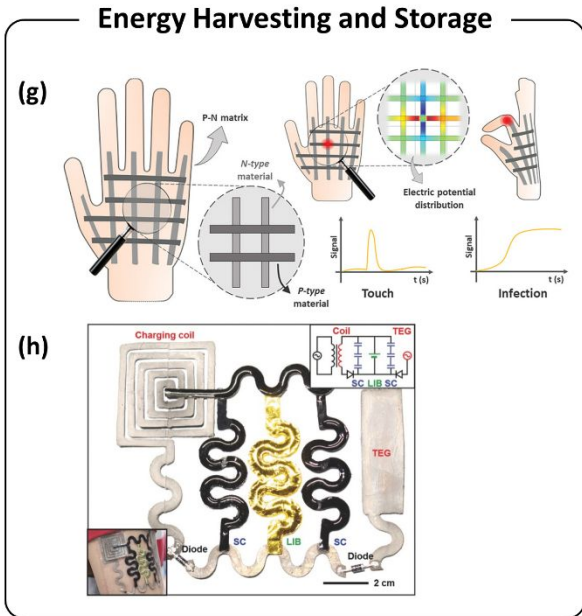 Energy Harvesting and Storage
(g)
P-N matrix
N-type
material
P-type
material
Electric potential
distribution
Signal
t (s)
Touch
Signal
t (s)
Infection
(h)
Charging coil
Coil
TEG
SC
LIB
SC
TEG
Diode
SC
LIB
SC
Diode
2 cm